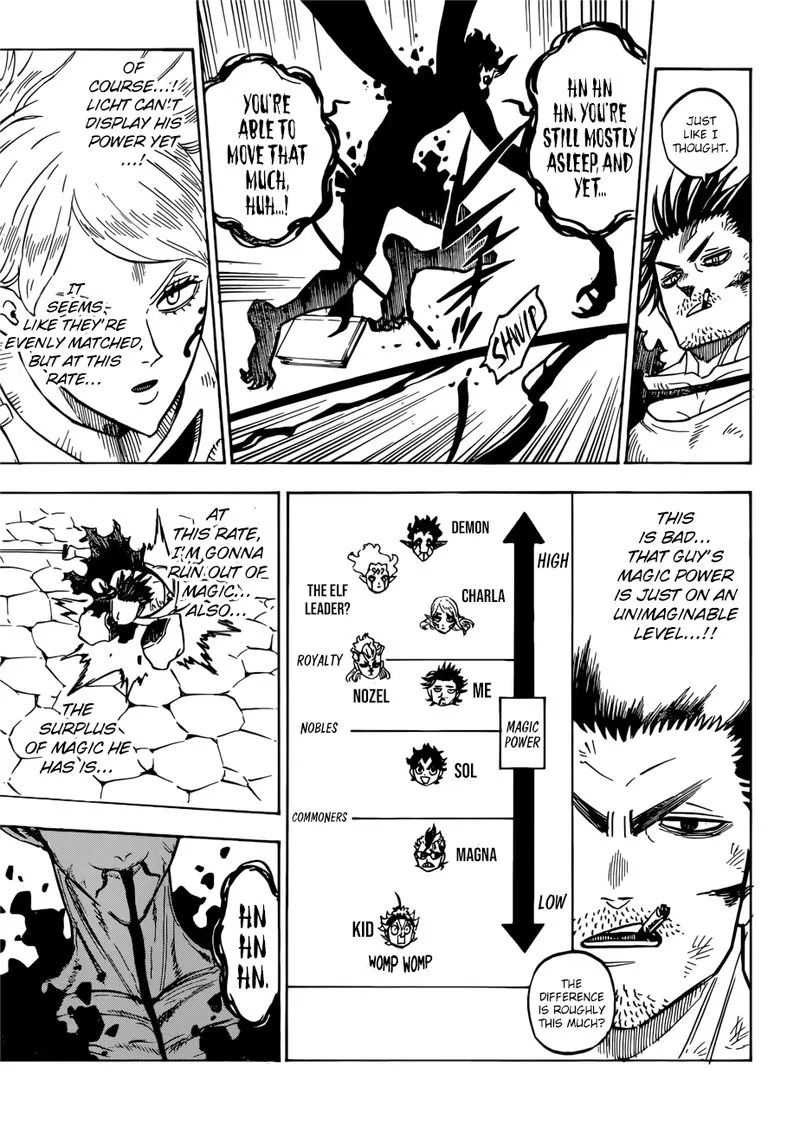 JUST
LIKE I
THOUGHT.
HN HN
HN. YOU'RE
STILL MOSTLY
ASLEEP, AND
YET...
YOU'RE
ABLE TO
MOVE THAT
MUCH,
HUH...!
SHWIP
OF
COURSE...!
LICHT CAN'T
DISPLAY HIS
POWER YET
...!
IT
SEEMS
LIKE THEY'RE
EVENLY MATCHED,
BUT AT THIS
RATE...
THIS
IS BAD...
THAT GUY'S
MAGIC POWER
IS JUST ON AN
UNIMAGINABLE
LEVEL...!!
THE
DIFFERENCE
IS ROUGHLY
THIS MUCH?
HIGH
DEMON
THE ELF
LEADER?
CHARLA
ROYALTY
NOZEL
ME
MAGIC
POWER
NOBLES
SOL
COMMONERS
MAGNA
LOW
KID
WOMP WOMP
AT
THIS RATE,
I'M GONNA
RUN OUT OF
MAGIC...
ALSO...
THE
SURPLUS
OF MAGIC HE
HAS IS...
HN
HN
HN.